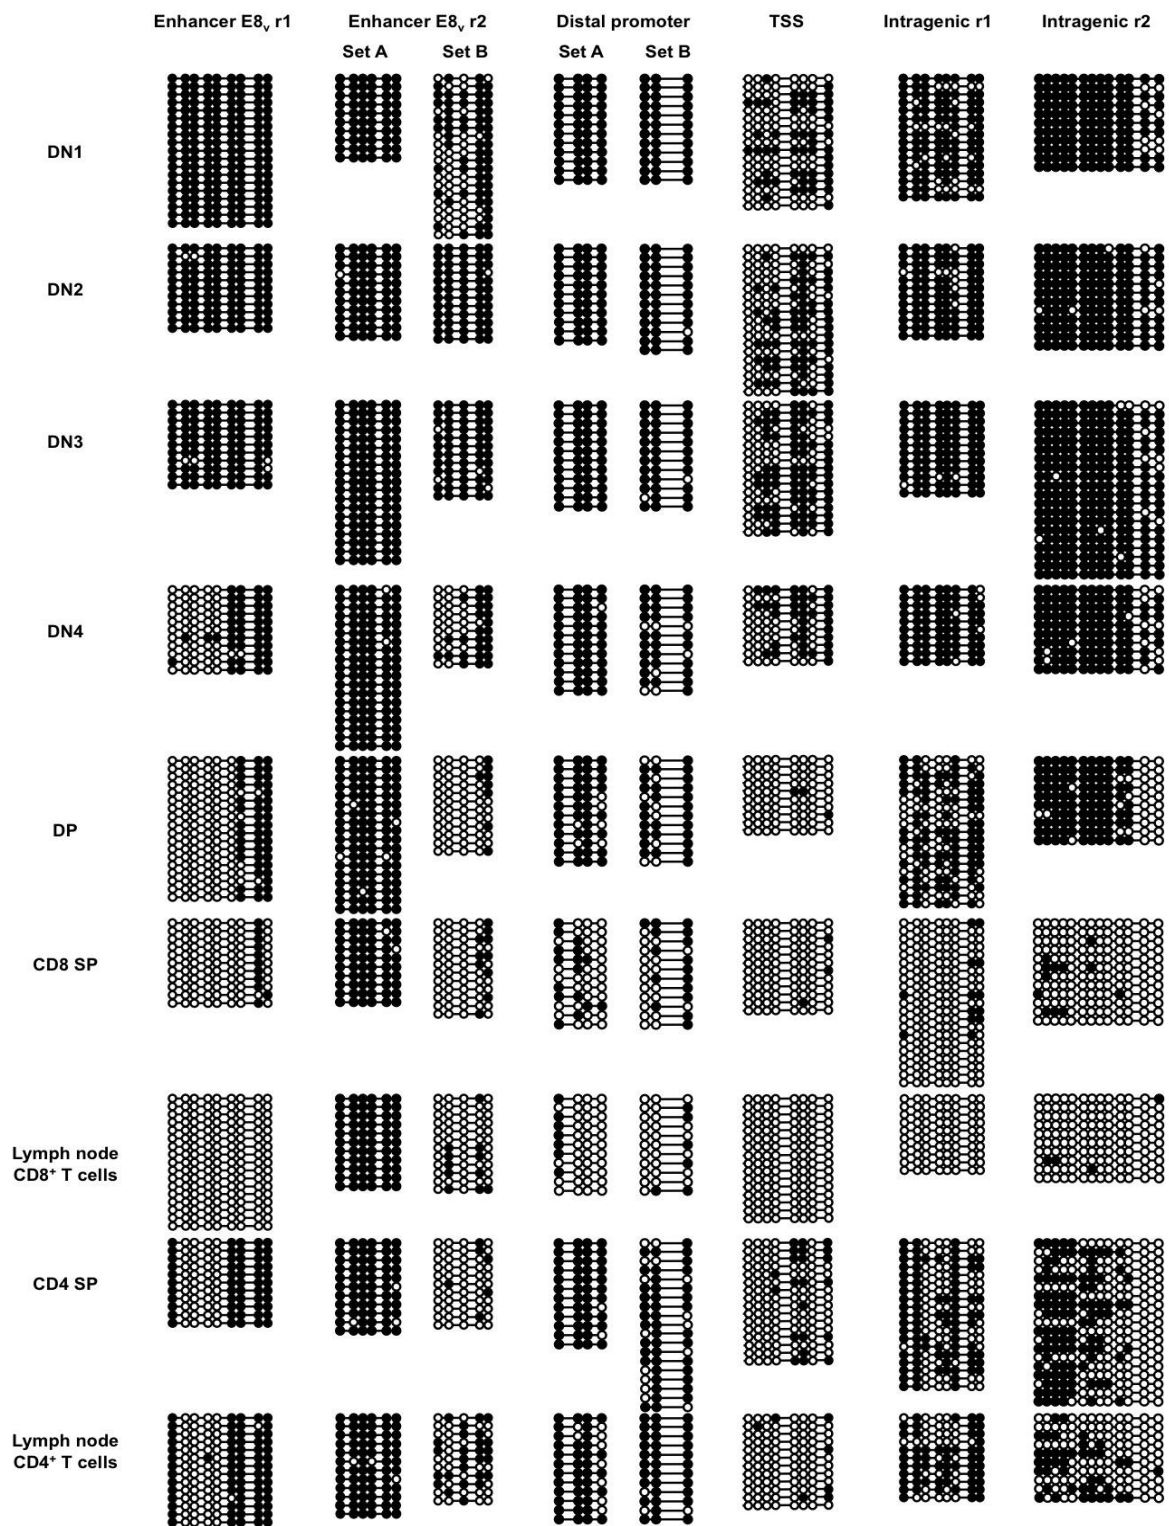 Enhancer E8ᵥ r1 Enhancer E8ᵥ r2 Distal promoter TSS Intragenic r1 Intragenic r2
Set A Set B Set A Set B
DN1
DN2
DN3
DN4
DP
CD8 SP
Lymph node
CD8⁺ T cells
CD4 SP
Lymph node
CD4⁺ T cells